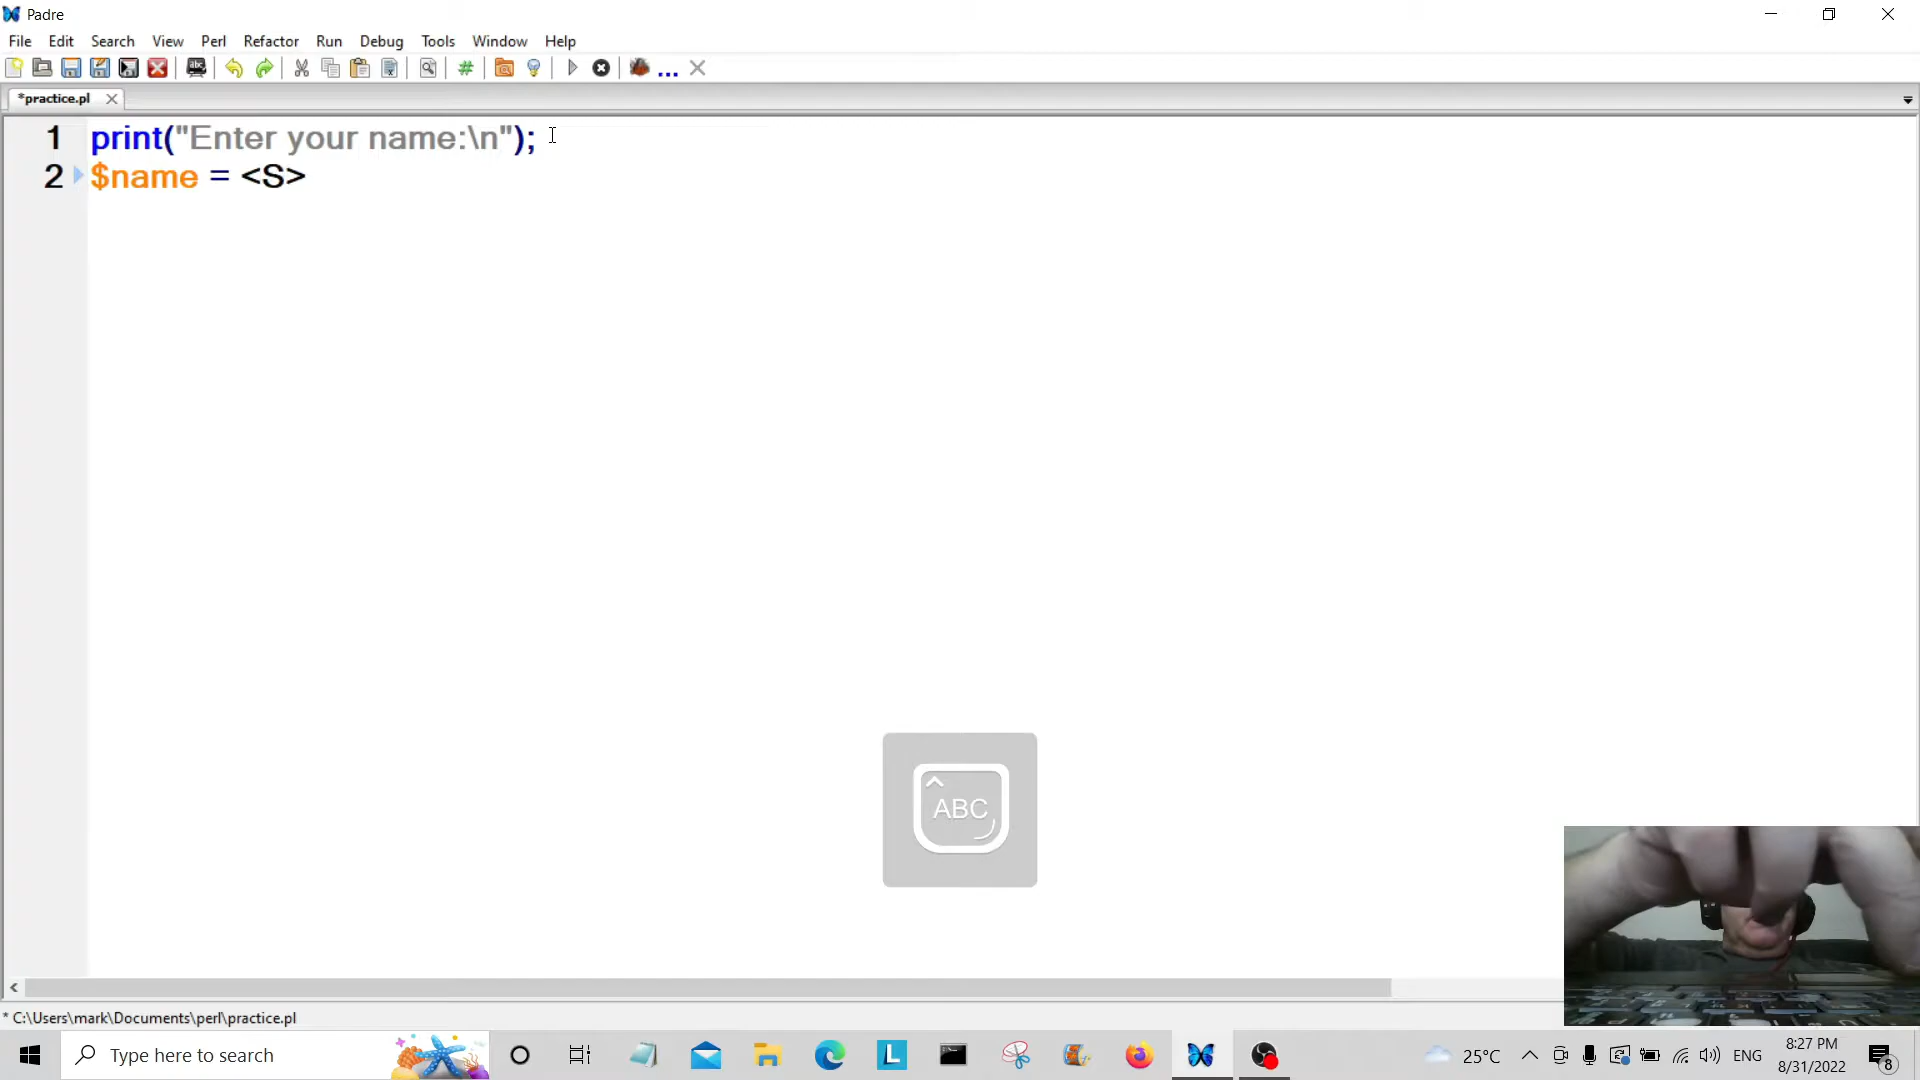 Padre
File Edit Search View Perl Refactor Run Debug Tools Window Help
*practice.pl
1 print("Enter your name:\n");
2 $name = <S>
ABC
* C:\Users\mark\Documents\perl\practice.pl
Type here to search
L
25°C
ENG
8:27 PM
8/31/2022
8